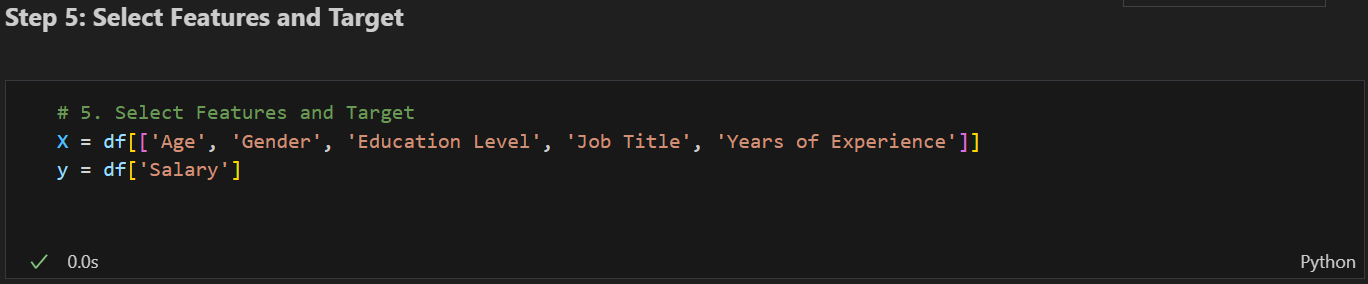 Step 5: Select Features and Target
# 5. Select Features and Target
X = df[['Age', 'Gender', 'Education Level', 'Job Title', 'Years of Experience']]
y = df['Salary']
0.0s
Python